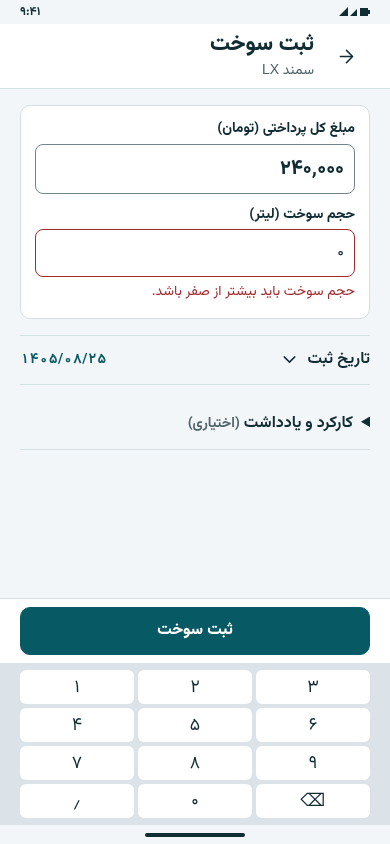 ۹:۴۱
ثبت سوخت
سمند LX
مبلغ کل پرداختی (تومان)
۲۴۰,۰۰۰
حجم سوخت (لیتر)
۰
حجم سوخت باید بیشتر از صفر باشد.
تاریخ ثبت ۱۴۰۵/۰۸/۲۵
کارکرد و یادداشت (اختیاری)
ثبت سوخت
۱ ۲ ۳
۴ ۵ ۶
۷ ۸ ۹
٫ ۰ ⌫